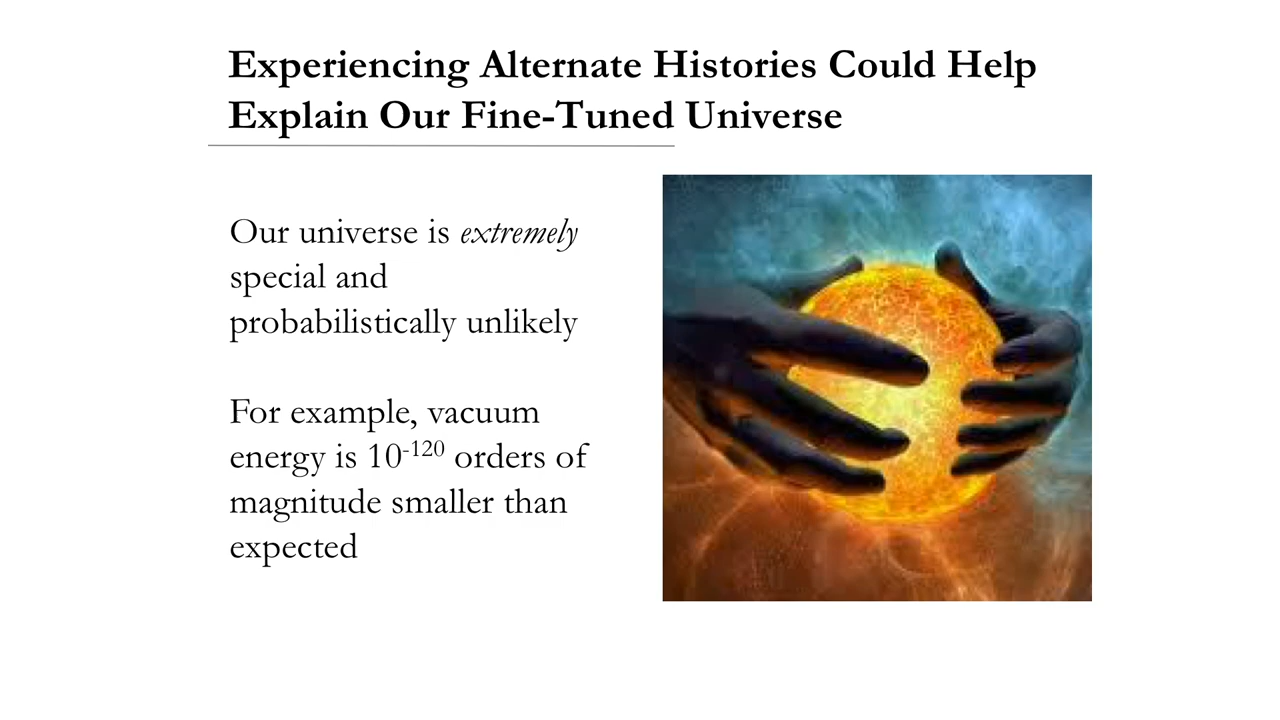 Experiencing Alternate Histories Could Help
Explain Our Fine-Tuned Universe
Our universe is extremely
special and
probabilistically unlikely
For example, vacuum
energy is 10⁻¹²⁰ orders of
magnitude smaller than
expected